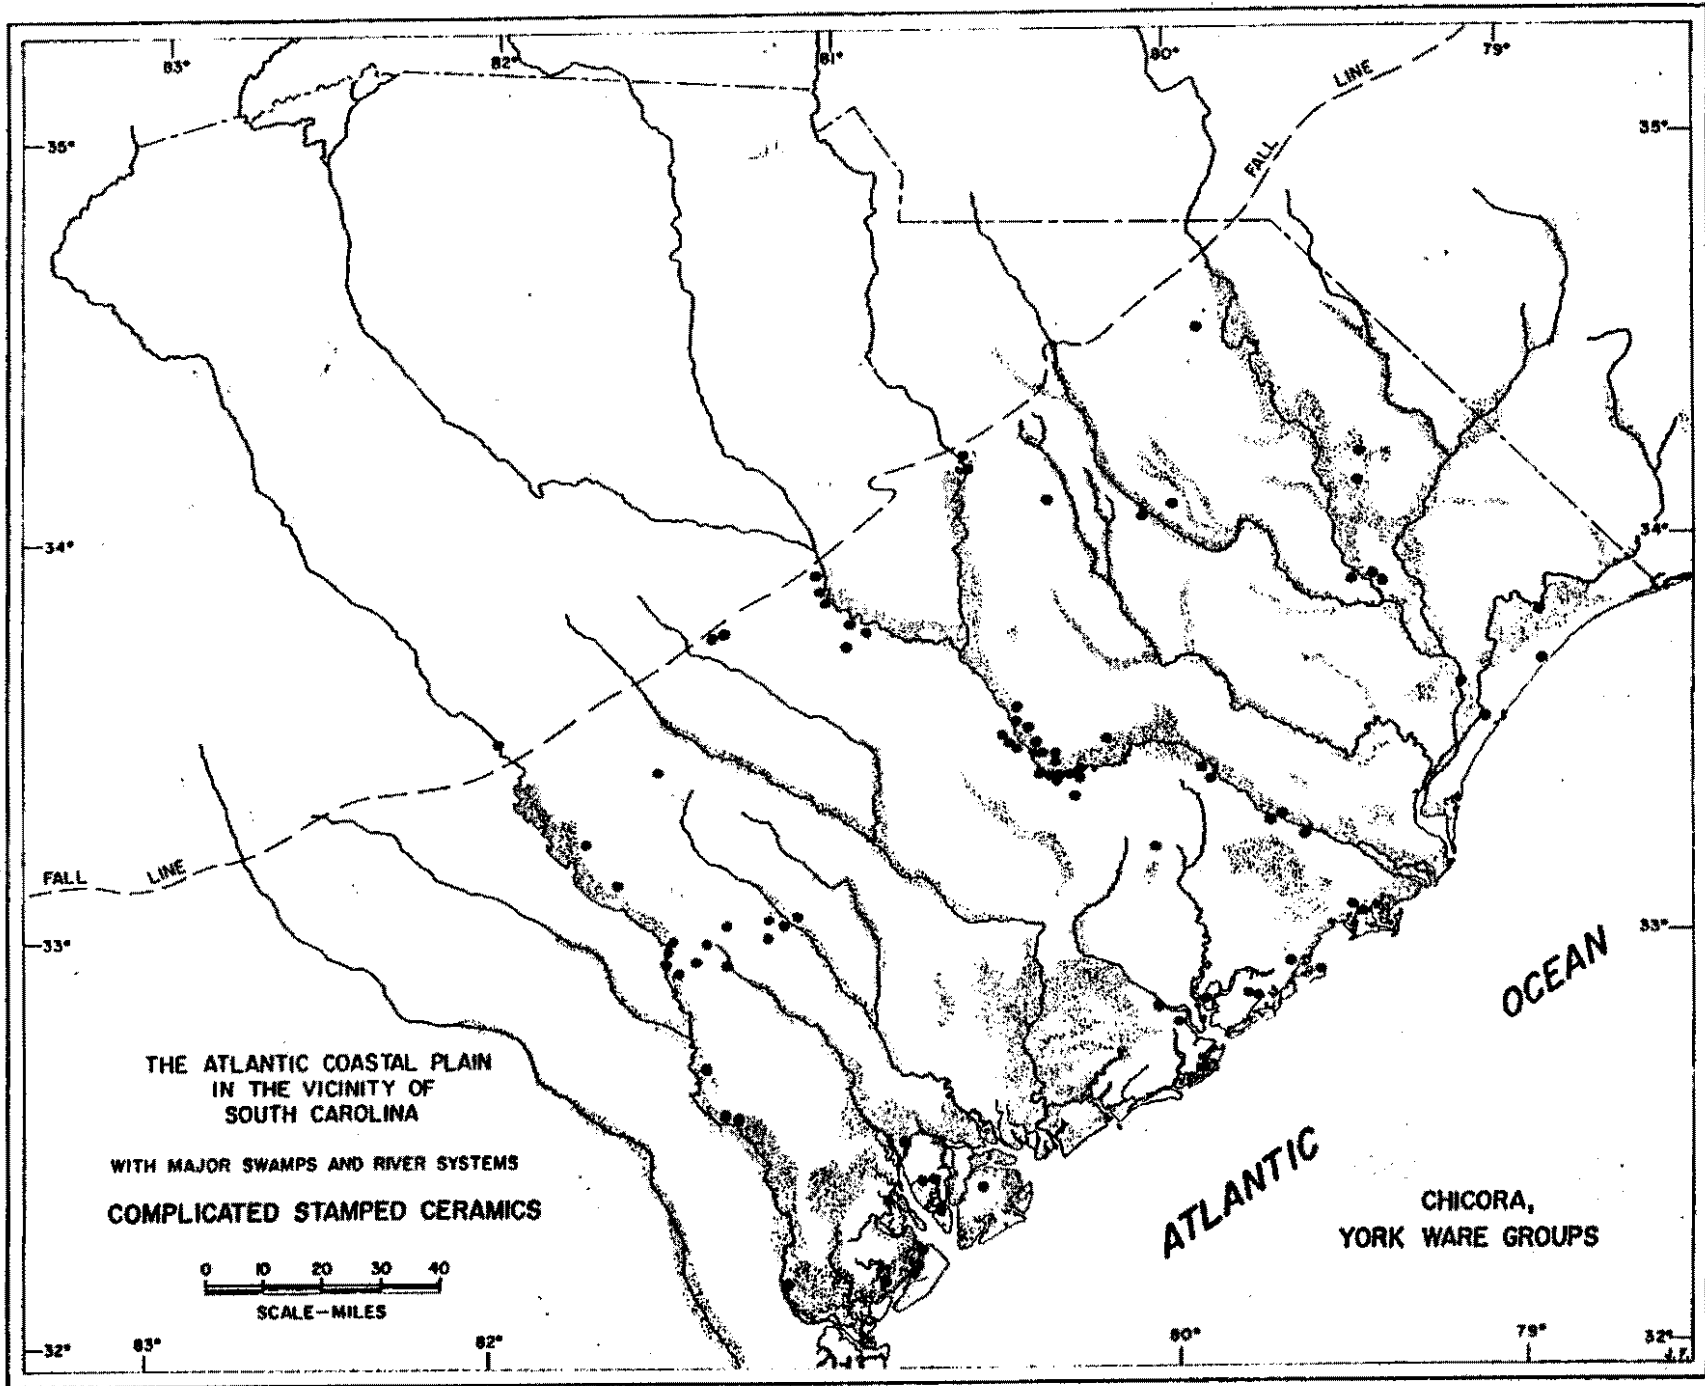 83°
82°
81°
80°
79°
LINE
FALL
35°
35°
34°
34°
FALL
LINE
33°
33°
OCEAN
ATLANTIC
THE ATLANTIC COASTAL PLAIN
IN THE VICINITY OF
SOUTH CAROLINA
WITH MAJOR SWAMPS AND RIVER SYSTEMS
COMPLICATED STAMPED CERAMICS
0 10 20 30 40
SCALE-MILES
CHICORA,
YORK WARE GROUPS
32°
83°
82°
80°
79°
32°
J.F.